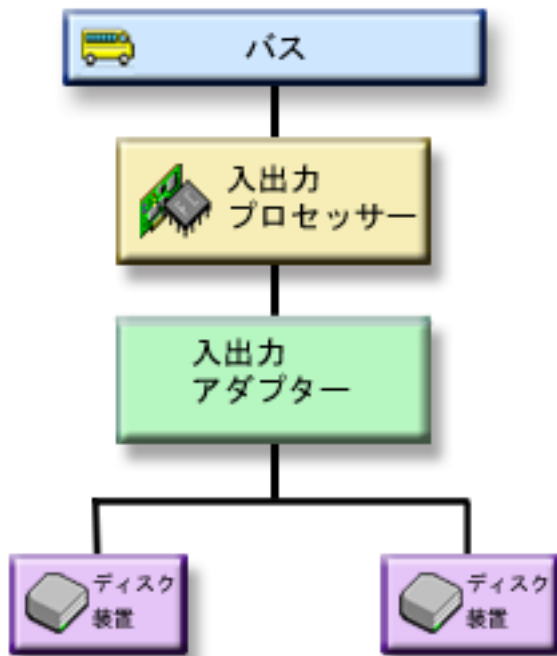 バス
入出力
プロセッサー
入出力
アダプター
ディスク
装置
ディスク
装置